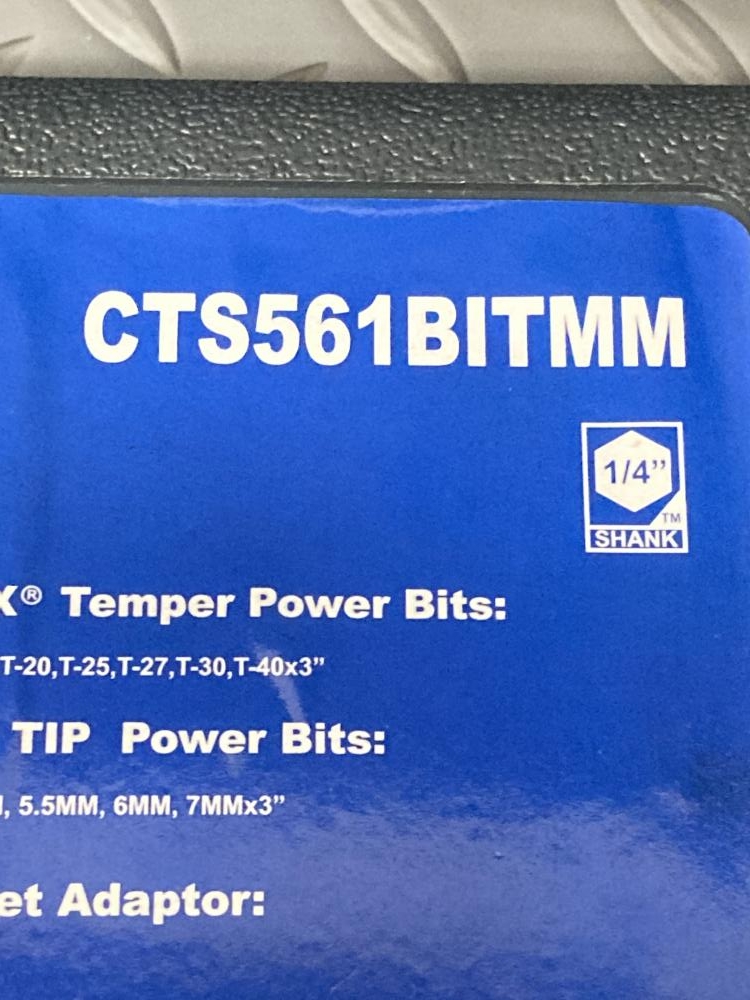 CTS561BITMM
1/4”
TM
SHANK
X® Temper Power Bits:
T-20,T-25,T-27,T-30,T-40x3”
TIP Power Bits:
, 5.5MM, 6MM, 7MMx3”
et Adaptor: